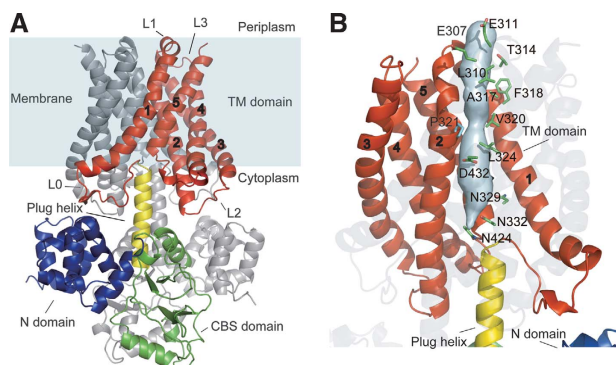 A
L1
L3
Periplasm
Membrane
TM domain
1
5
4
2
3
Cytoplasm
L0
Plug helix
L2
N domain
CBS domain
B
E307
E311
T314
L310
A317
F318
5
V320
P321
TM domain
3
4
2
L324
D432
1
N329
N332
N424
Plug helix
N domain